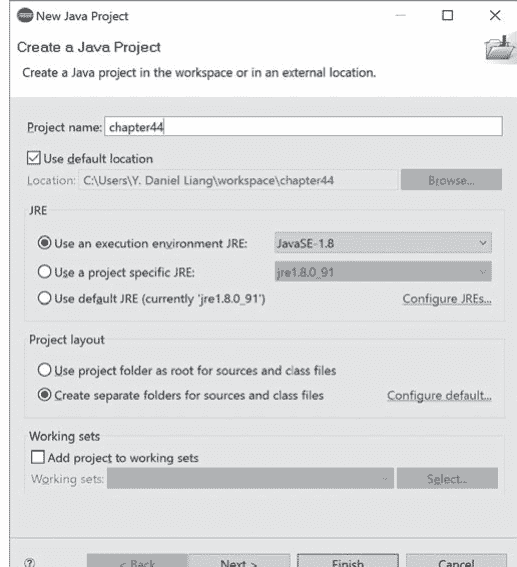 New Java Project
Create a Java Project
Create a Java project in the workspace or in an external location.
Project name: chapter44
Use default location
Location: C:\Users\Y. Daniel Liang\workspace\chapter44 Browse...
JRE
Use an execution environment JRE: JavaSE-1.8
Use a project specific JRE: jre1.8.0_91
Use default JRE (currently 'jre1.8.0_91') Configure JREs...
Project layout
Use project folder as root for sources and class files
Create separate folders for sources and class files Configure default...
Working sets
Add project to working sets
Working sets: Select...
? < Back Next > Finish Cancel